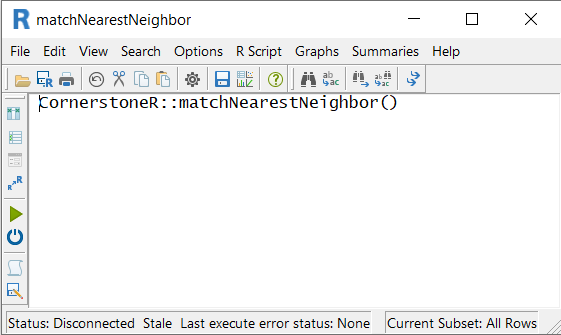 matchNearestNeighbor
File Edit View Search Options R Script Graphs Summaries Help
CornerstoneR::matchNearestNeighbor()
Status: Disconnected Stale Last execute error status: None Current Subset: All Rows